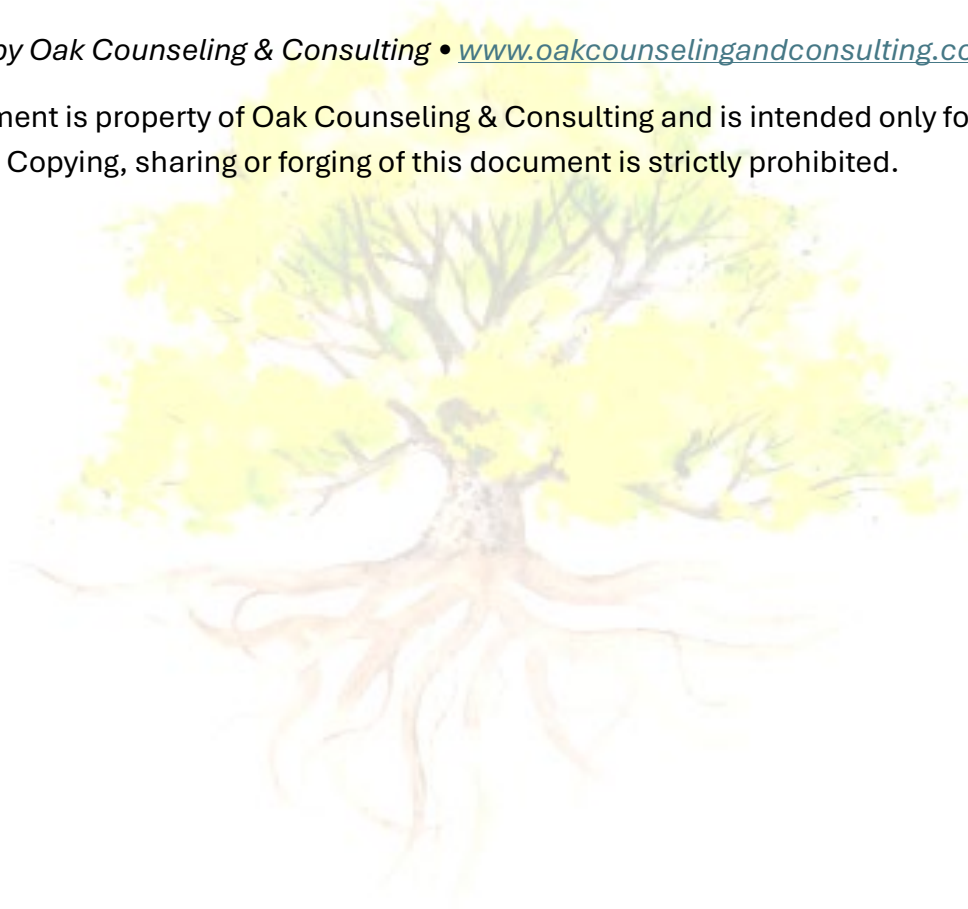 by Oak Counseling & Consulting • www.oakcounselingandconsulting.co
ment is property of Oak Counseling & Consulting and is intended only fo
Copying, sharing or forging of this document is strictly prohibited.